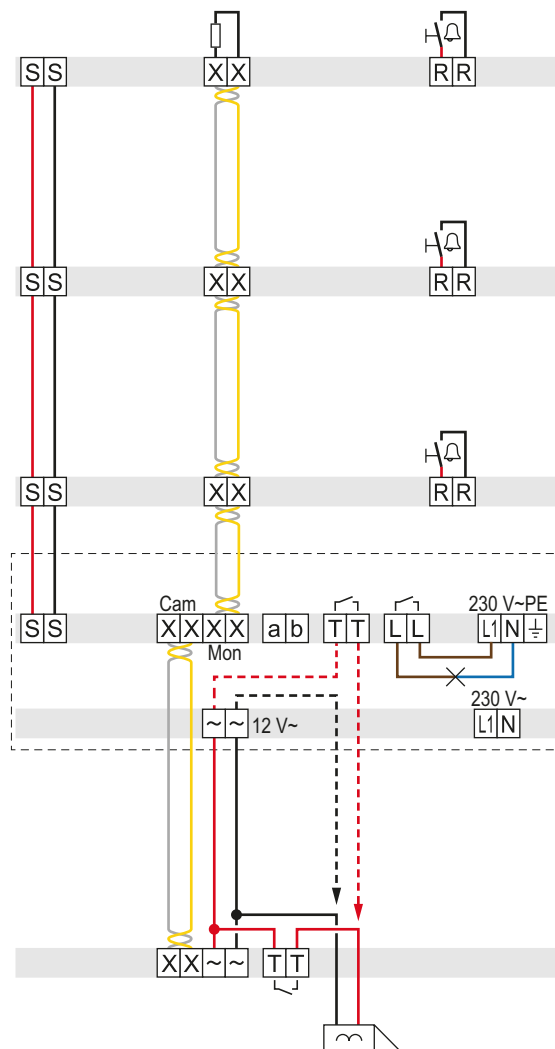 S S X X R R
S S X X R R
S S X X R R
Cam 230 V~PE
S S X X X X a b T T L L L1 N
Mon
230 V~
~ ~ 12 V~ L1 N
X X ~ ~ T T